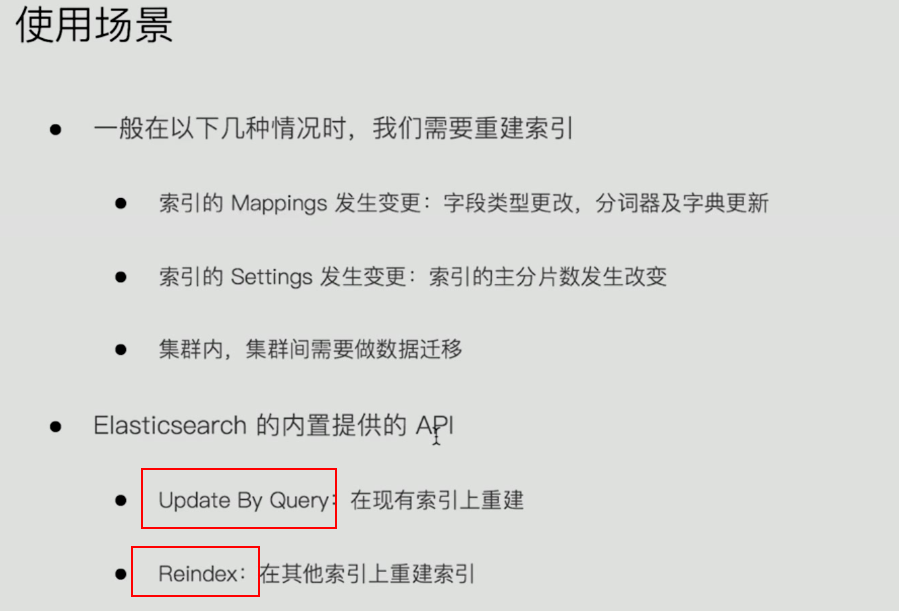 使用场景
一般在以下几种情况时，我们需要重建索引
索引的 Mappings 发生变更：字段类型更改，分词器及字典更新
索引的 Settings 发生变更：索引的主分片数发生改变
集群内，集群间需要做数据迁移
Elasticsearch 的内置提供的 API
Update By Query：在现有索引上重建
Reindex：在其他索引上重建索引